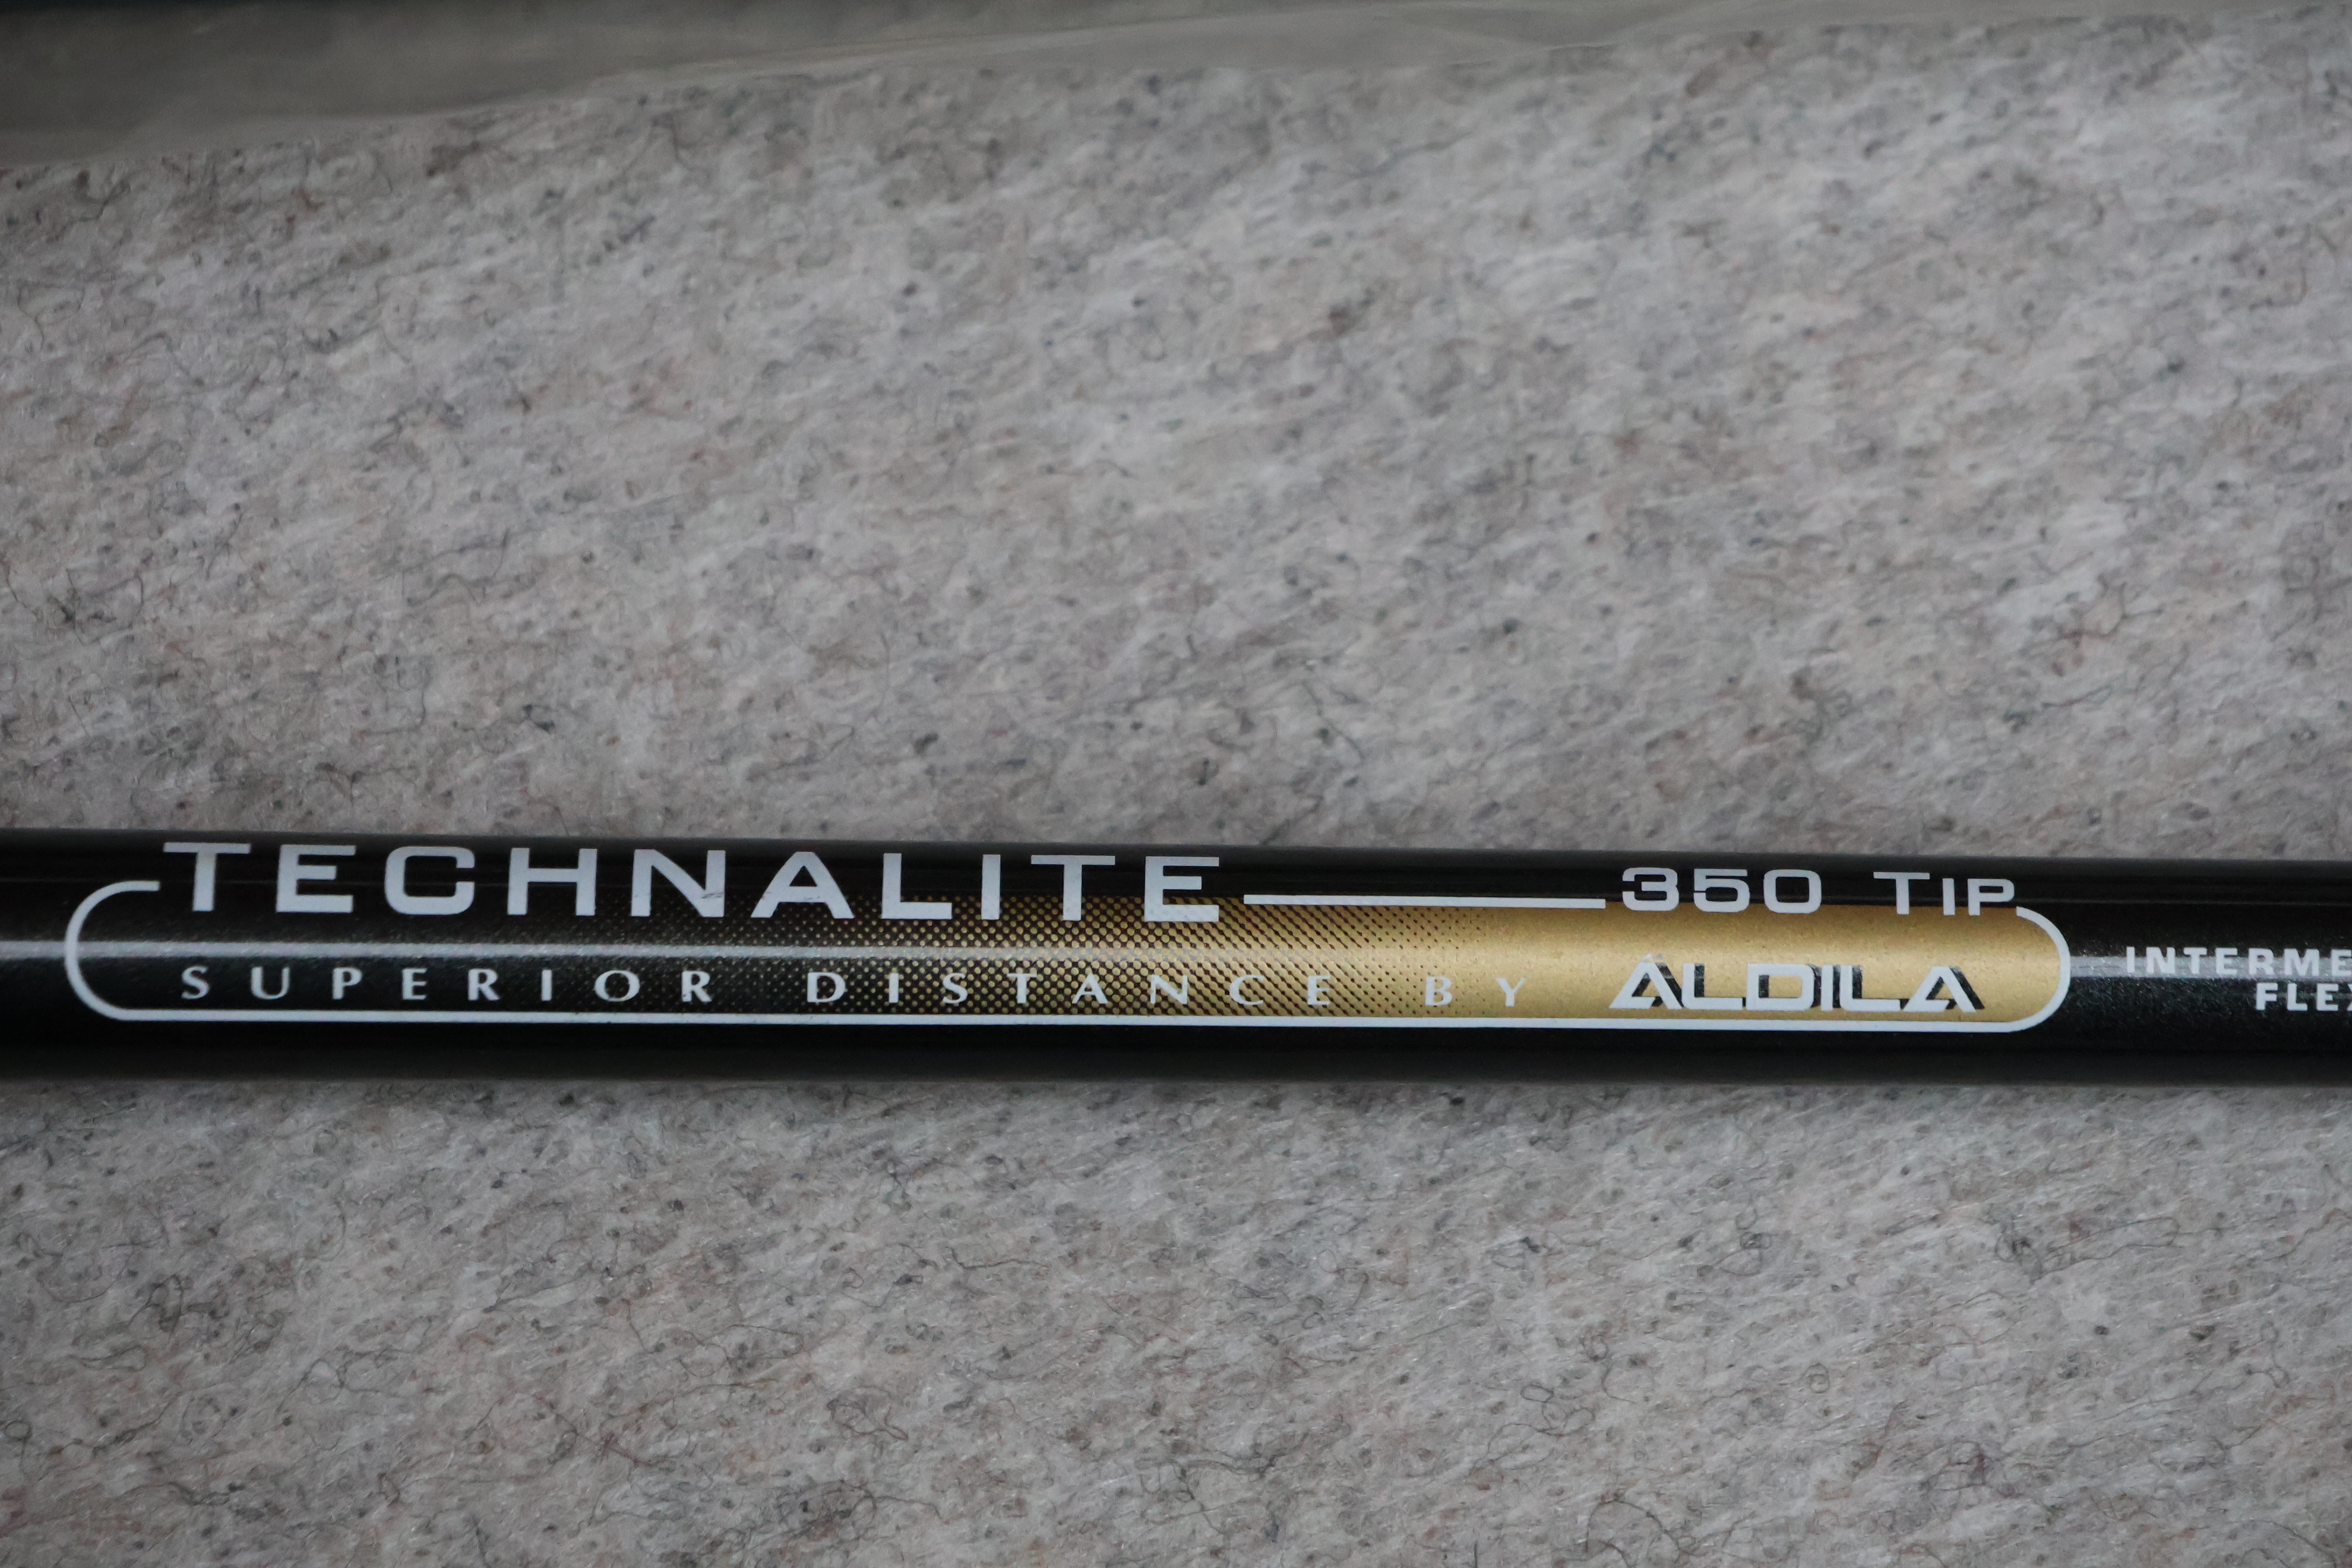 TECHNALITE 350 TIP
SUPERIOR DISTANCE BY ALDILA